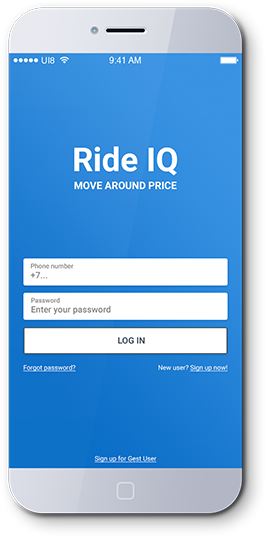 UI8 9:41 AM
Ride IQ
MOVE AROUND PRICE
Phone number
+7...
Password
Enter your password
LOG IN
Forgot password? New user? Sign up now!
Sign up for Gest User